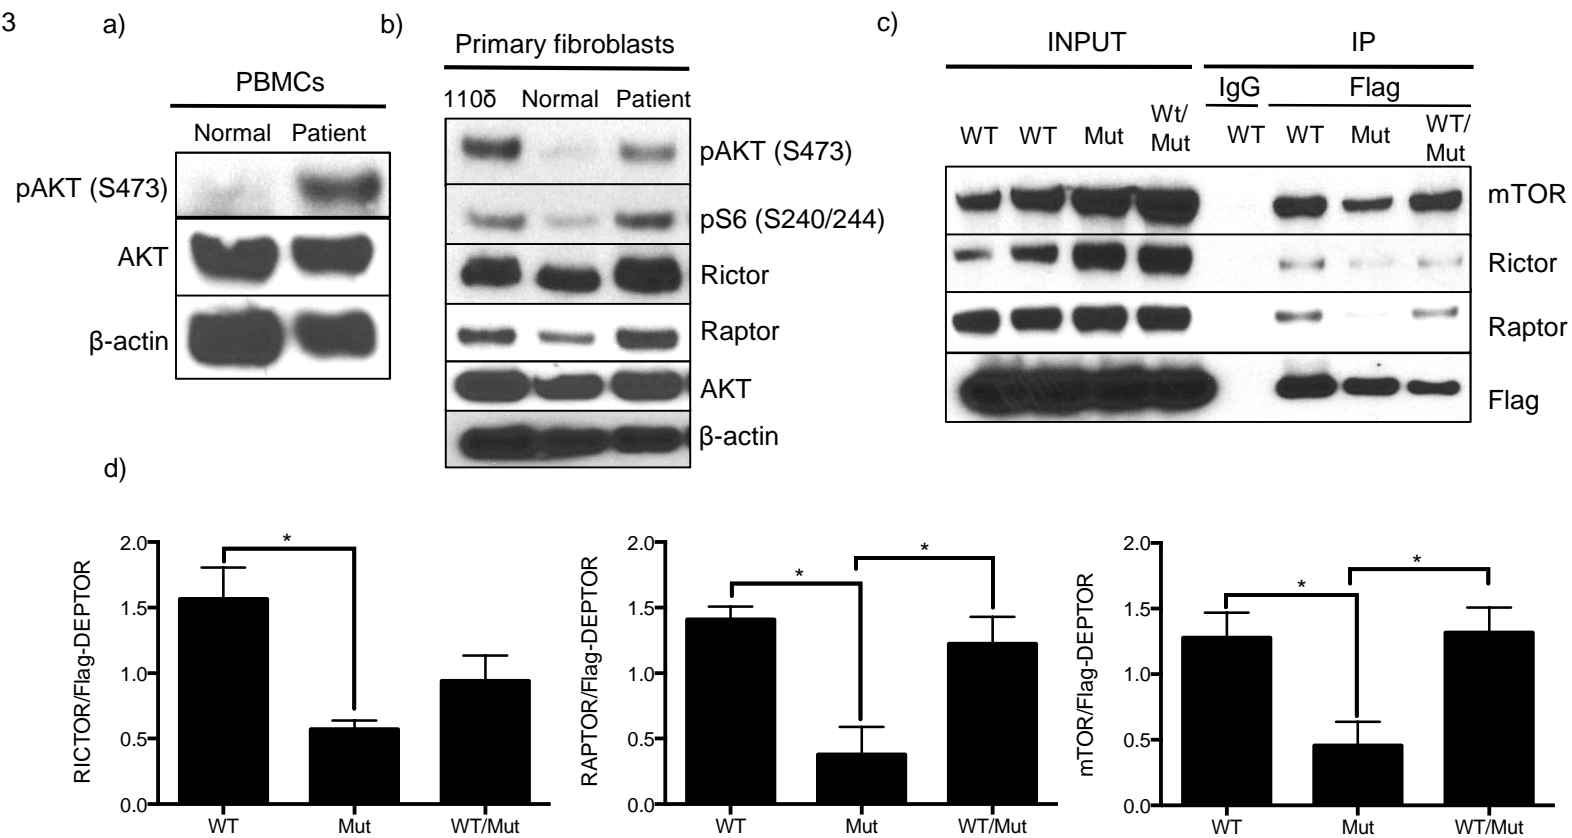 3
a)
PBMCs
Normal Patient
pAKT (S473)
AKT
β-actin
b)
Primary fibroblasts
110δ Normal Patient
pAKT (S473)
pS6 (S240/244)
Rictor
Raptor
AKT
β-actin
c)
INPUT IP
IgG Flag
WT WT Mut Wt/
Mut
WT WT Mut WT/
Mut
mTOR
Rictor
Raptor
Flag
d)
RICTOR/Flag-DEPTOR
2.0
1.5
1.0
0.5
0.0
*
WT Mut WT/Mut
RAPTOR/Flag-DEPTOR
2.0
1.5
1.0
0.5
0.0
*
*
WT Mut WT/Mut
mTOR/Flag-DEPTOR
2.0
1.5
1.0
0.5
0.0
*
*
WT Mut WT/Mut